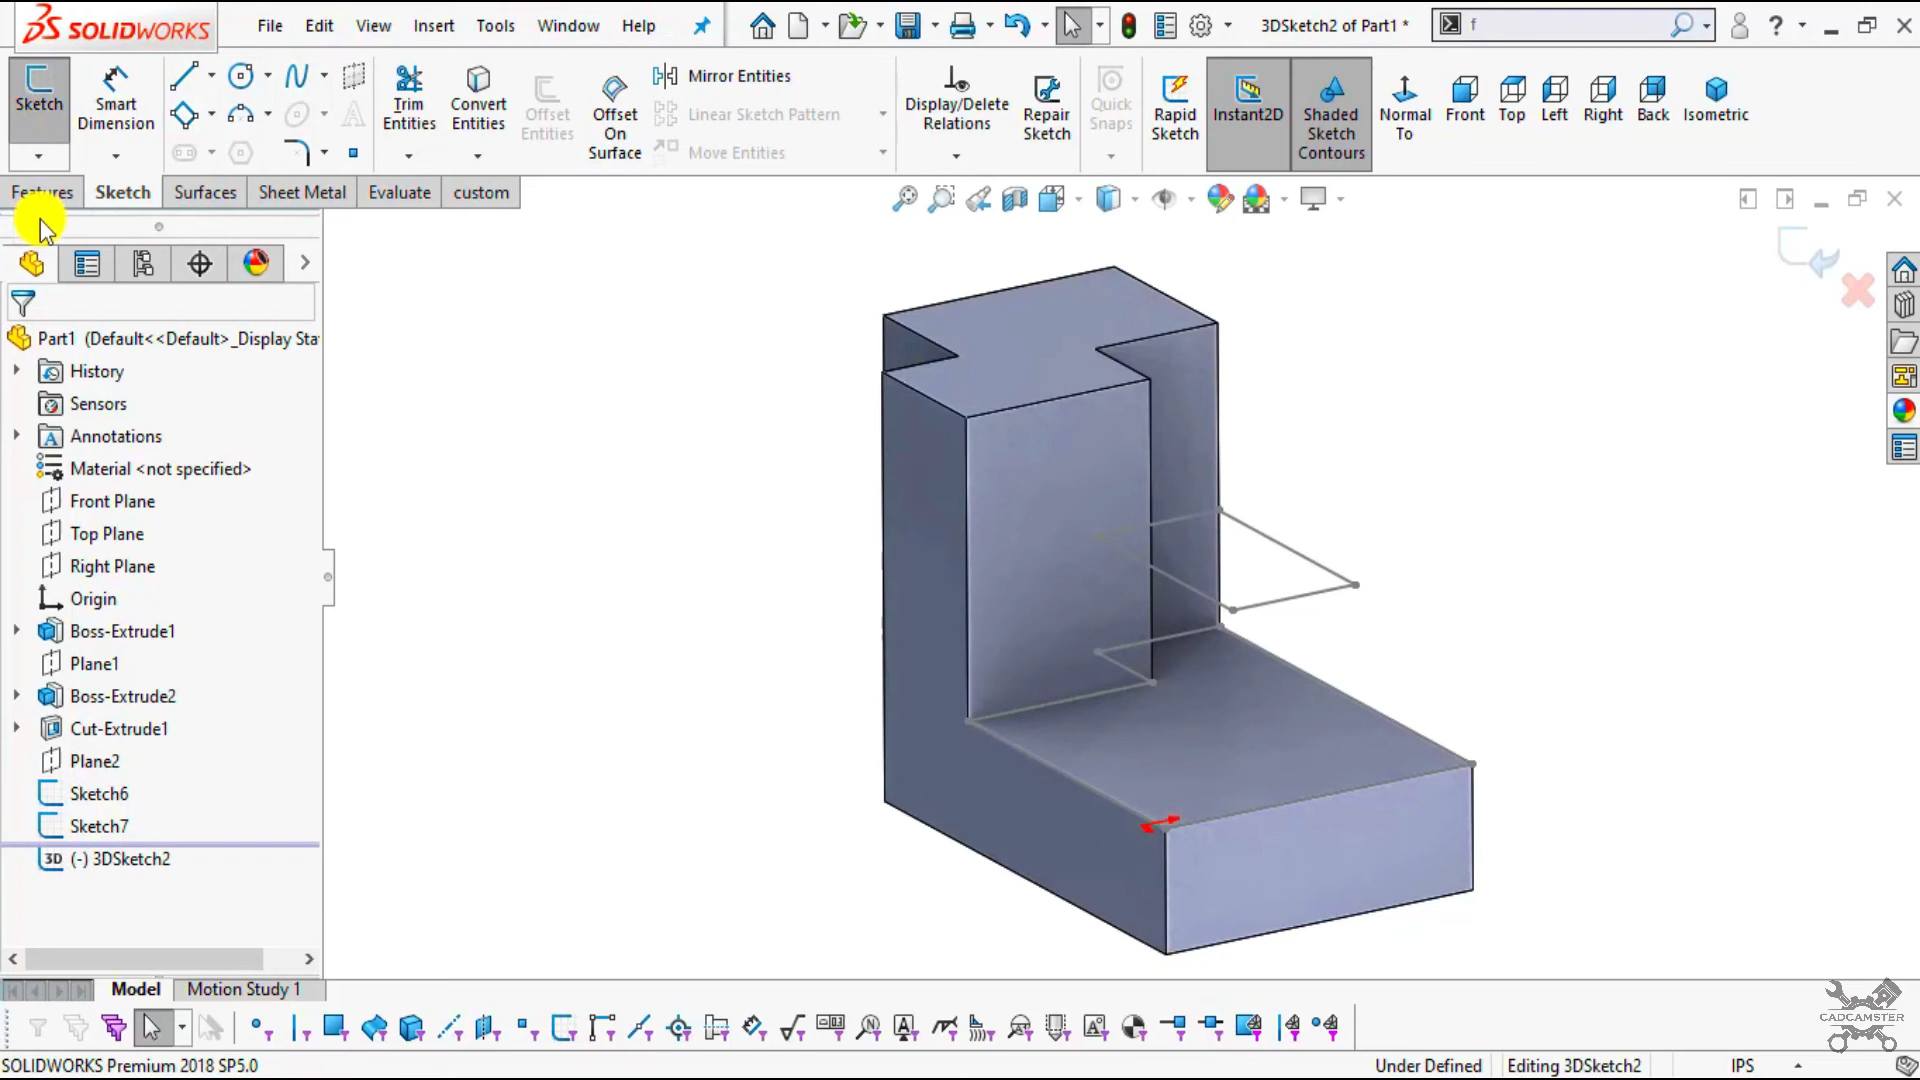 SOLIDWORKS
File Edit View Insert Tools Window Help
3DSketch2 of Part1 *
f
Sketch
Smart Dimension
Trim Entities
Convert Entities
Offset Entities
Offset On Surface
Mirror Entities
Linear Sketch Pattern
Move Entities
Display/Delete Relations
Repair Sketch
Quick Snaps
Rapid Sketch
Instant2D
Shaded Sketch Contours
Normal To
Front
Top
Left
Right
Back
Isometric
Features Sketch Surfaces Sheet Metal Evaluate custom
Part1 (Default<<Default>_Display Sta
History
Sensors
Annotations
Material <not specified>
Front Plane
Top Plane
Right Plane
Origin
Boss-Extrude1
Plane1
Boss-Extrude2
Cut-Extrude1
Plane2
Sketch6
Sketch7
3D (-) 3DSketch2
Model Motion Study 1
CADCAMSTER
SOLIDWORKS Premium 2018 SP5.0
Under Defined Editing 3DSketch2 IPS